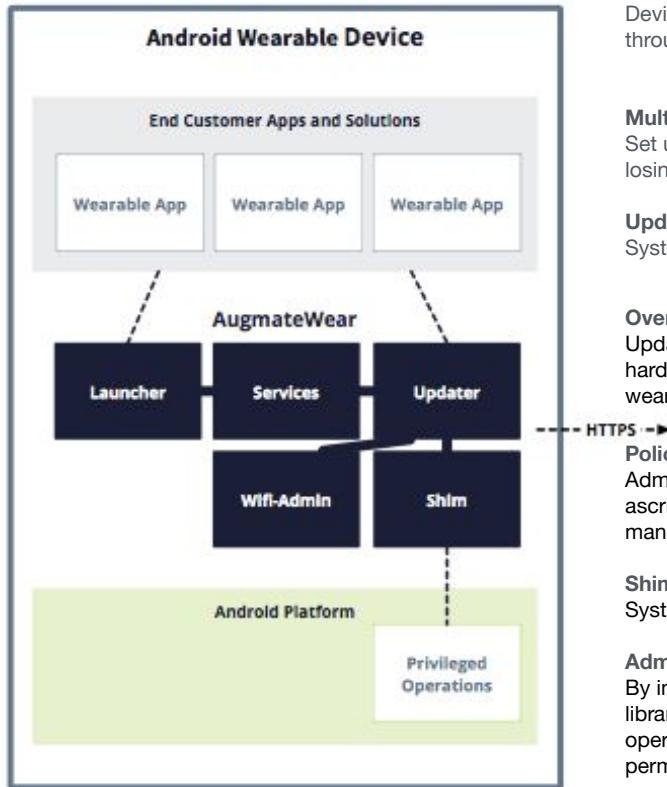 Android Wearable Device
End Customer Apps and Solutions
Wearable App
Wearable App
Wearable App
AugmateWear
Launcher
Services
Updater
Wifi-Admin
Shim
Android Platform
Privileged
Operations
HTTPS
Devi
throu
Mult
Set u
losin
Upd
Syst
Over
Upda
hard
wear
Polic
Adm
ascri
man
Shim
Syst
Adm
By in
librar
oper
perm